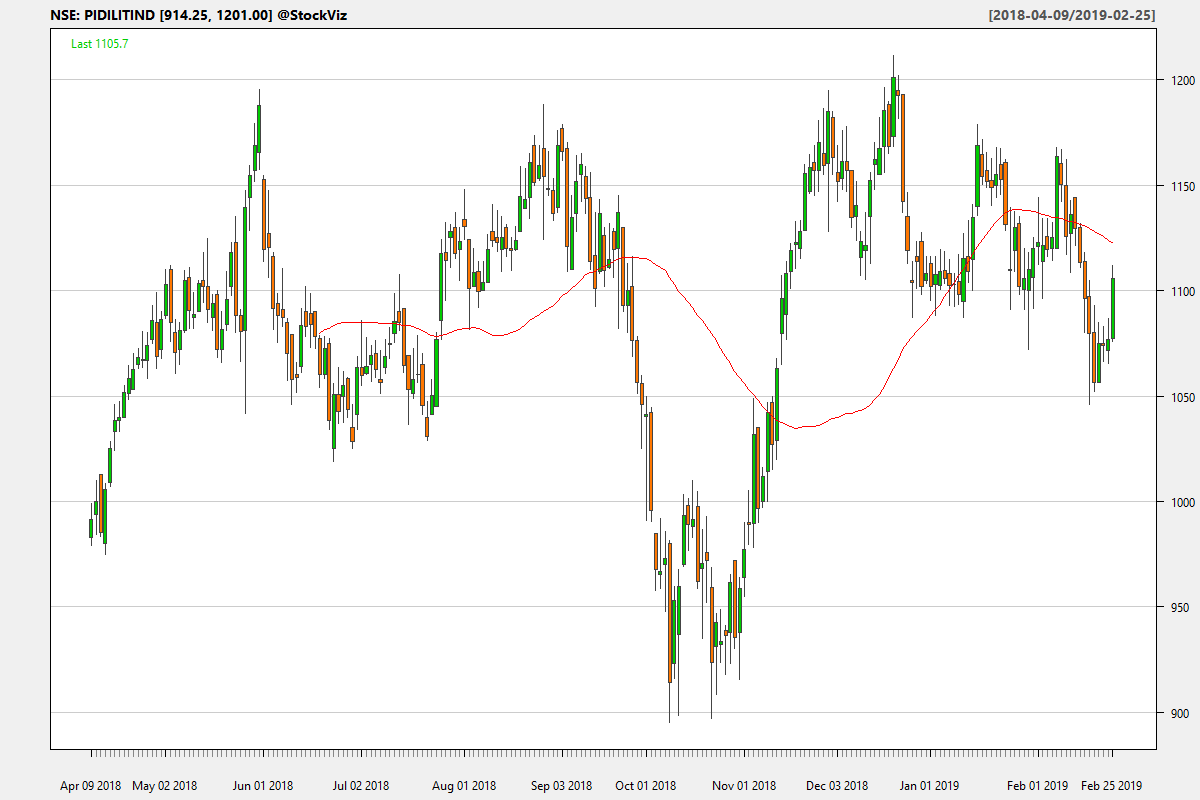 NSE: PIDILITIND [914.25, 1201.00] @StockViz
[2018-04-09/2019-02-25]
Last 1105.7
1200
1150
1100
1050
1000
950
900
Apr 09 2018
May 02 2018
Jun 01 2018
Jul 02 2018
Aug 01 2018
Sep 03 2018
Oct 01 2018
Nov 01 2018
Dec 03 2018
Jan 01 2019
Feb 01 2019
Feb 25 2019